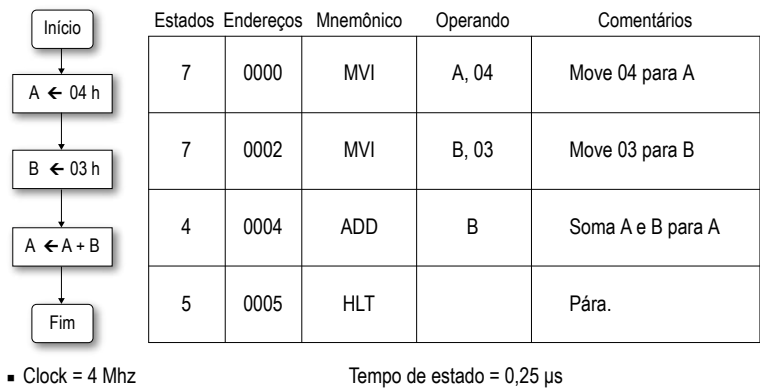 Início
A ← 04 h
B ← 03 h
A ← A + B
Fim
Estados Endereços Mnemônico Operando Comentários
7 0000 MVI A, 04 Move 04 para A
7 0002 MVI B, 03 Move 03 para B
4 0004 ADD B Soma A e B para A
5 0005 HLT Pára.
▪ Clock = 4 Mhz Tempo de estado = 0,25 µs